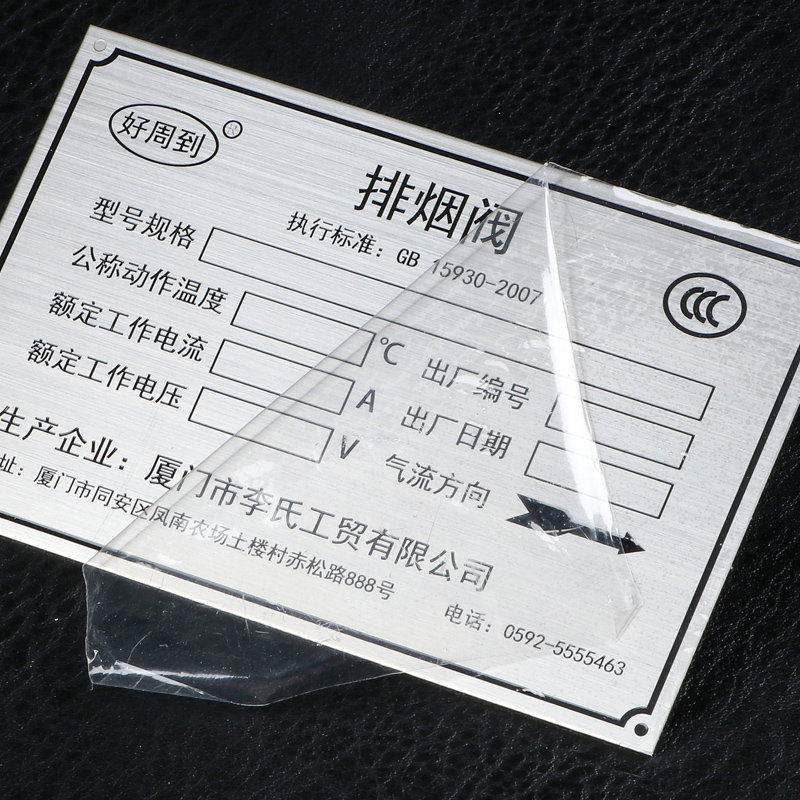 好周到®
排烟阀
执行标准：GB 15930-2007
CCC
型号规格
公称动作温度 ℃ 出厂编号
额定工作电流 A 出厂日期
额定工作电压 V 气流方向
生产企业：厦门市李氏工贸有限公司
址：厦门市同安区凤南农场土楼村赤松路888号
电话：0592-5555463